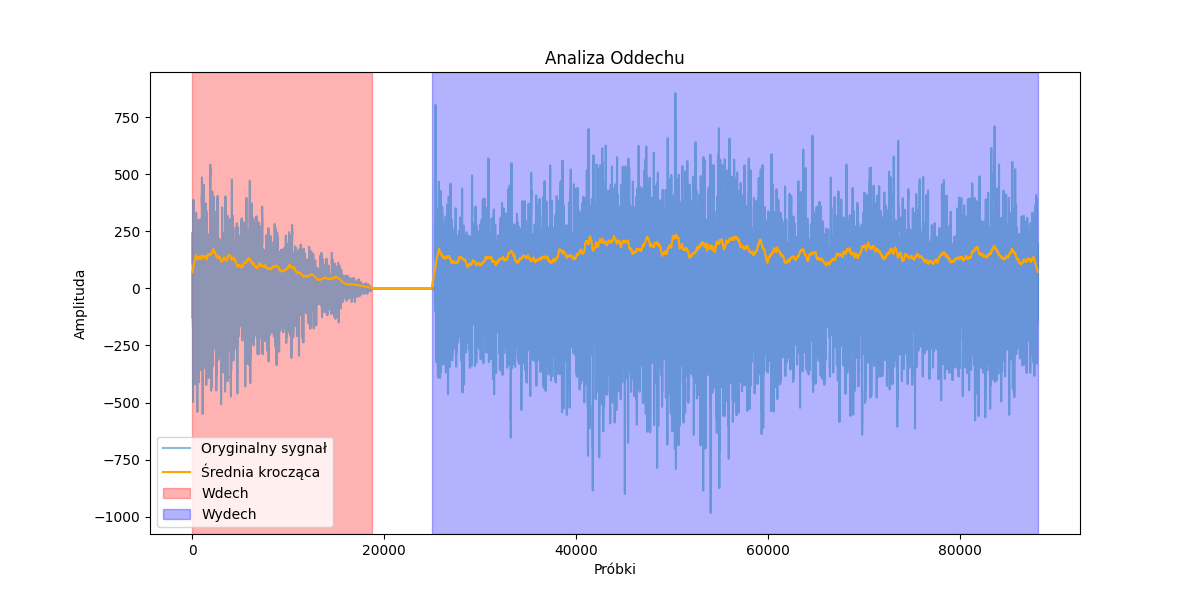 Analiza Oddechu
Amplituda
750
500
250
0
−250
−500
−750
−1000
Oryginalny sygnał
Średnia krocząca
Wdech
Wydech
0 20000 40000 60000 80000
Próbki